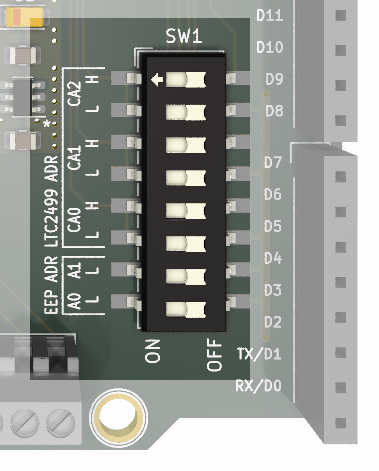 SW1
D11
D10
D9
D8
D7
D6
D5
D4
D3
D2
TX/D1
RX/D0
LTC2499 ADR
CA2
H
L
CA1
H
L
CA0
H
L
EEP ADR
A1
L
A0
L
*
ON
OFF